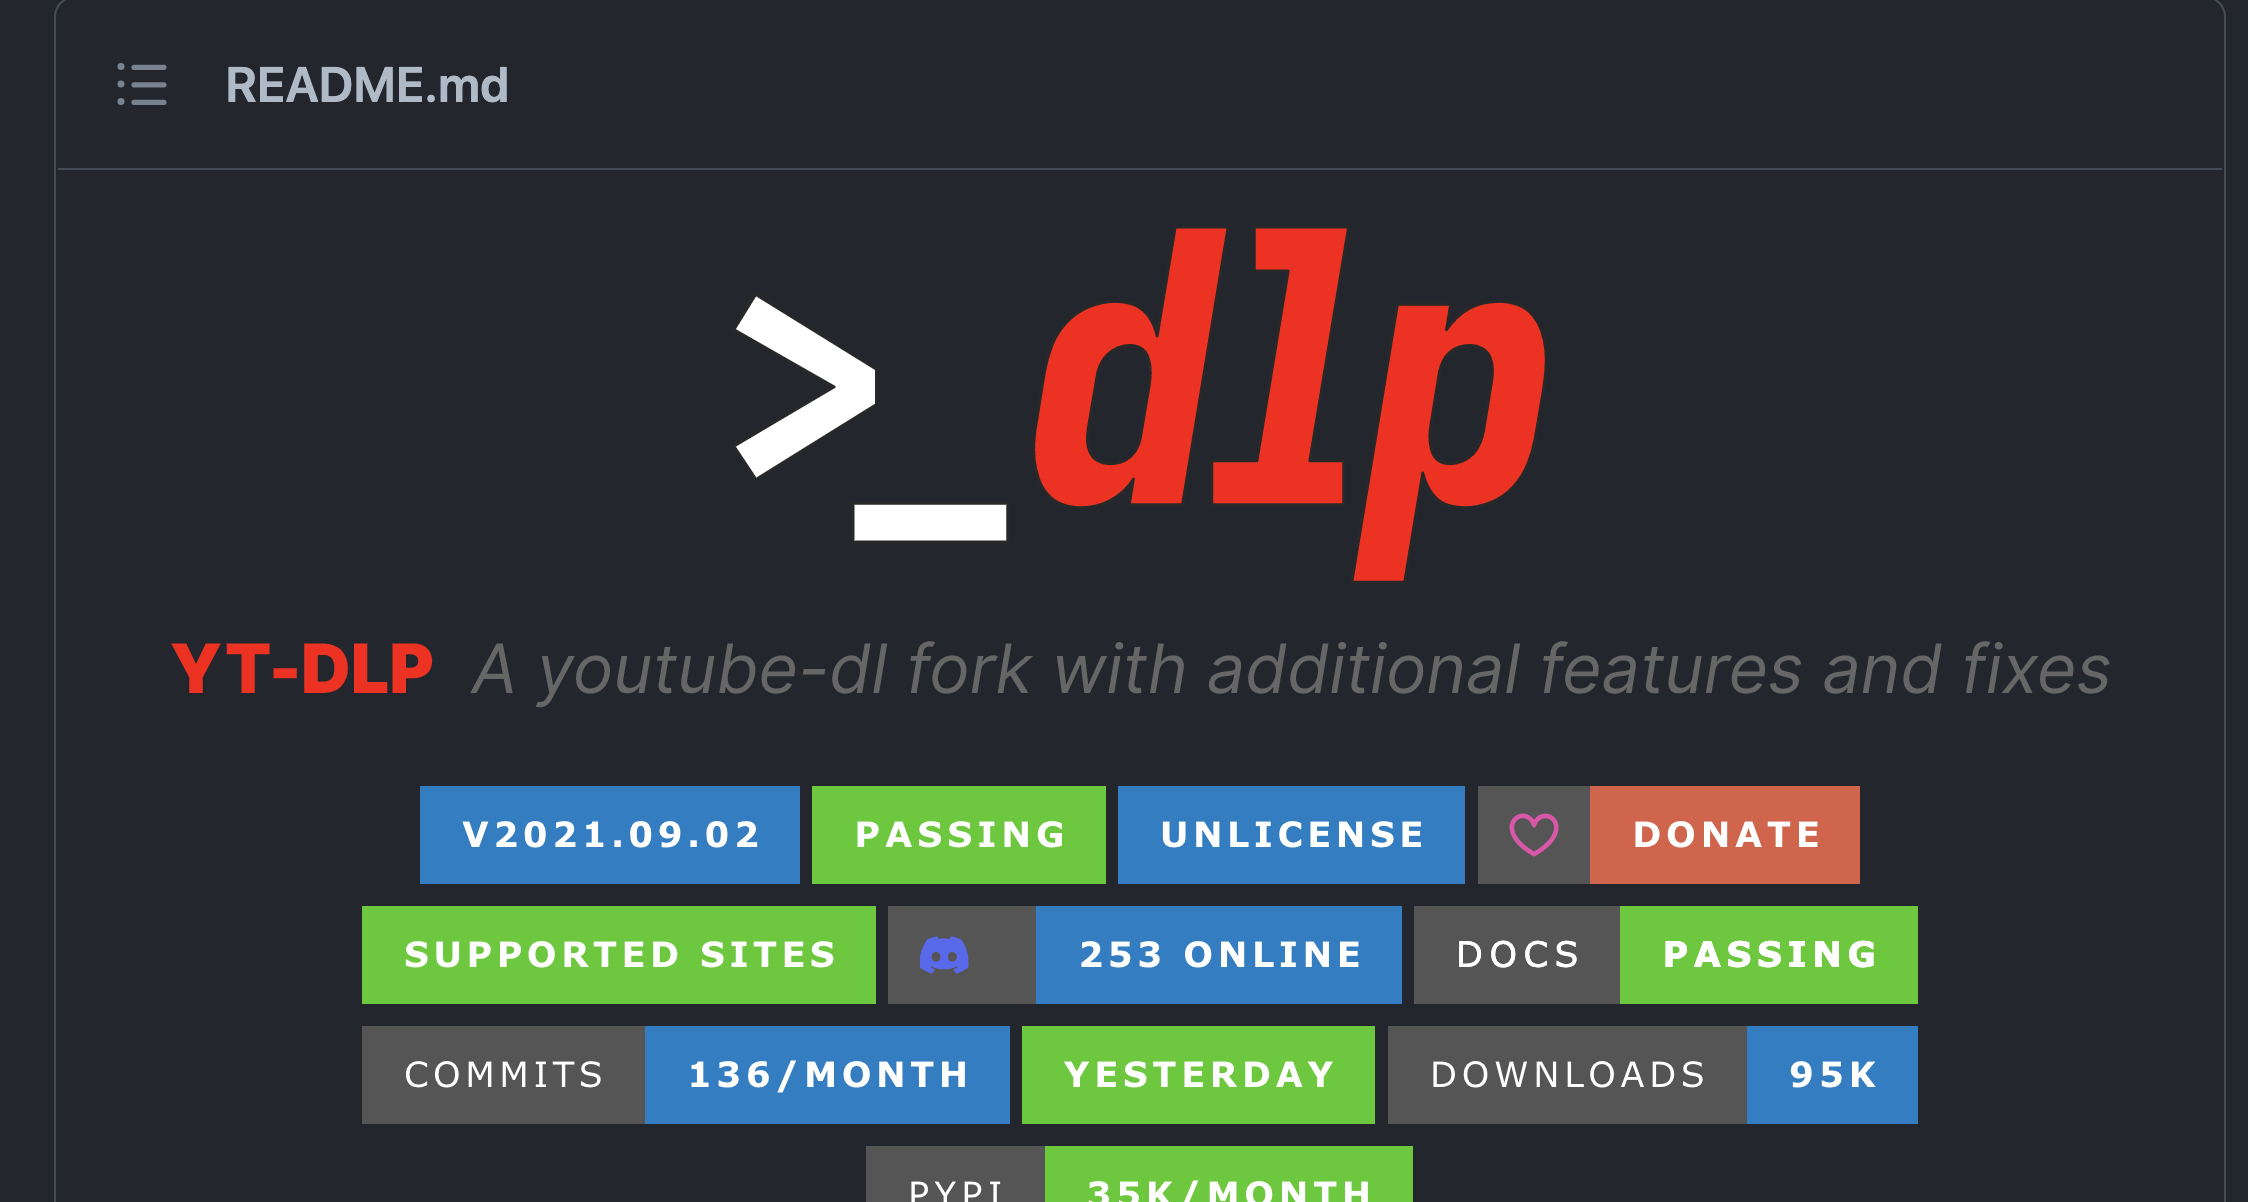 README.md
>_dlp
YT-DLP A youtube-dl fork with additional features and fixes
V2021.09.02 PASSING UNLICENSE DONATE
SUPPORTED SITES 253 ONLINE DOCS PASSING
COMMITS 136/MONTH YESTERDAY DOWNLOADS 95K
PYPI 35K/MONTH